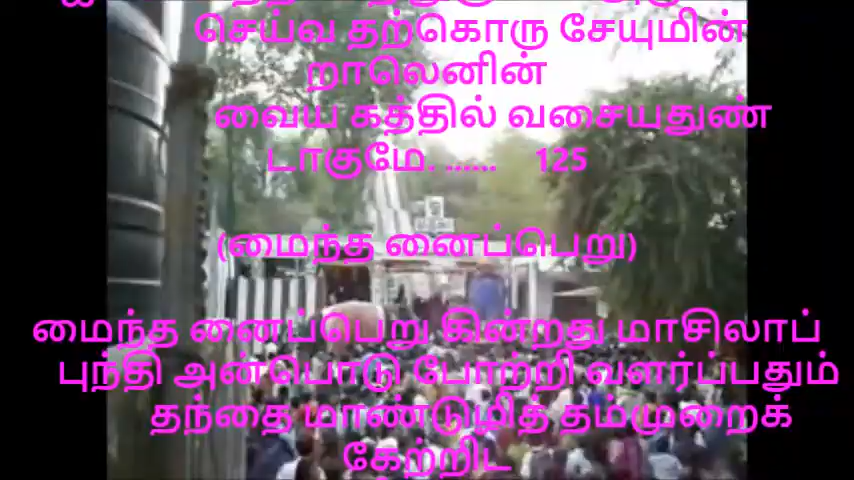 செய்வ தற்கொரு சேயுமின்
றாலெனின்
வைய கத்தில் வசையதுண்
டாகுமே. ...... 125
(மைந்த னைப்பெறு)
மைந்த னைப்பெறு கின்றது மாசிலாப்
புந்தி அன்பொடு போற்றி வளர்ப்பதும்
தந்தை மாண்டுழித் தம்முறைக்
கேற்றிட